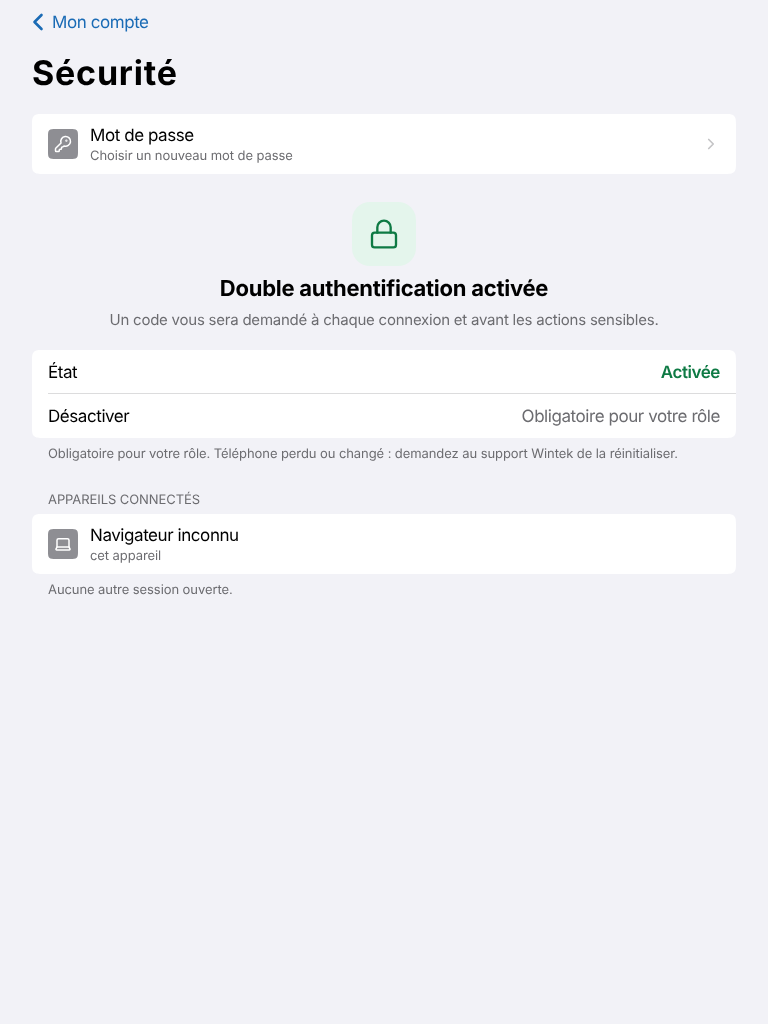 Mon compte
Sécurité
Mot de passe
Choisir un nouveau mot de passe
Double authentification activée
Un code vous sera demandé à chaque connexion et avant les actions sensibles.
État Activée
Désactiver Obligatoire pour votre rôle
Obligatoire pour votre rôle. Téléphone perdu ou changé : demandez au support Wintek de la réinitialiser.
APPAREILS CONNECTÉS
Navigateur inconnu
cet appareil
Aucune autre session ouverte.